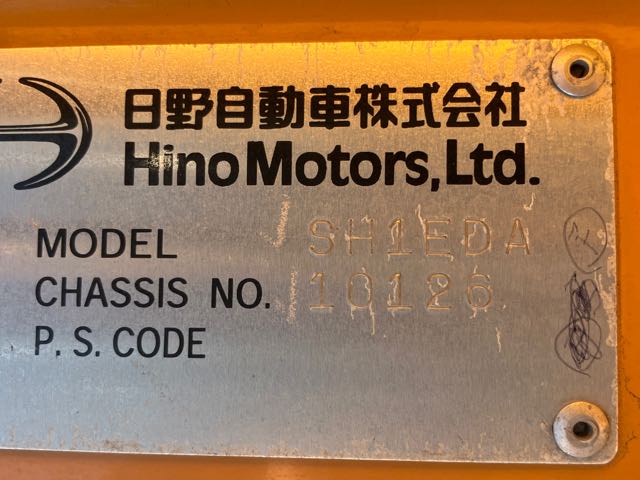 日野自動車株式会社
Hino Motors, Ltd.
MODEL SH1EDA
CHASSIS NO. 10126
P. S. CODE